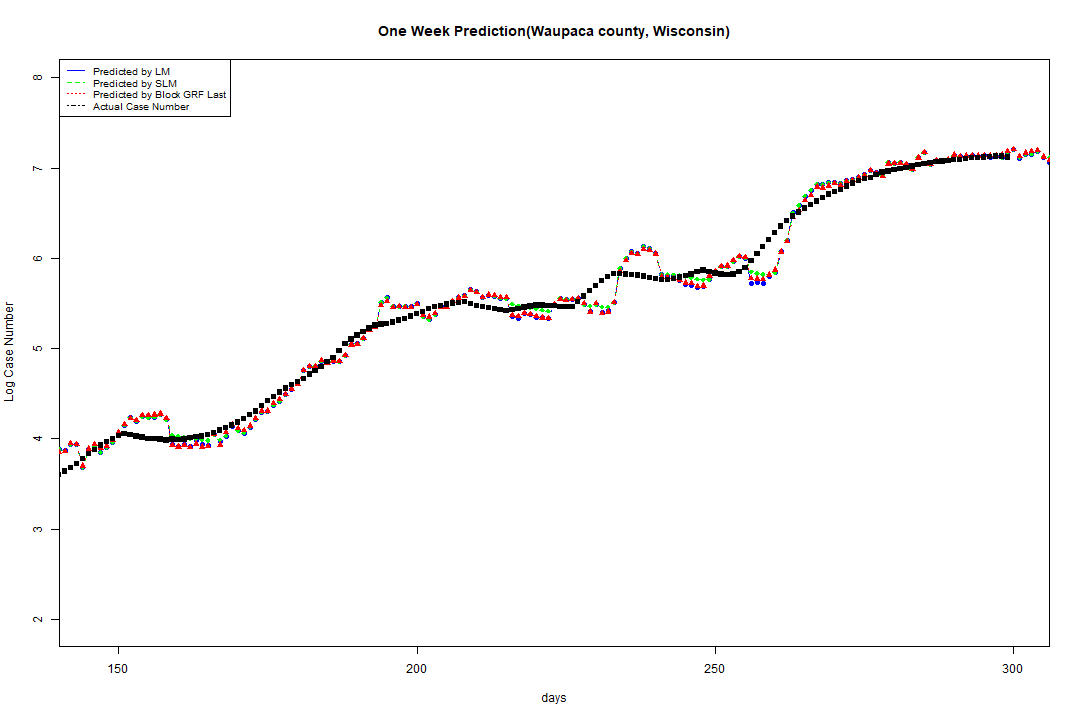 One Week Prediction(Waupaca county, Wisconsin)
Predicted by LM
Predicted by SLM
Predicted by Block GRF Last
Actual Case Number
8
7
6
5
4
3
2
Log Case Number
150 200 250 300
days